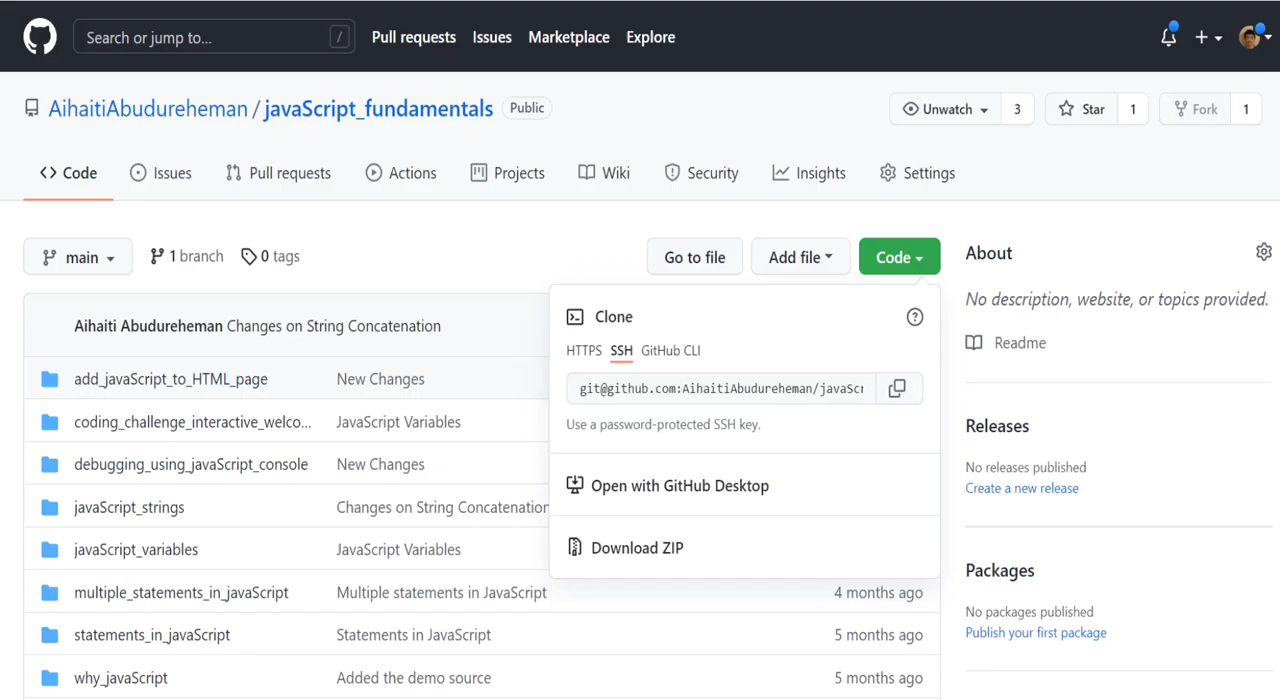 Search or jump to... / Pull requests Issues Marketplace Explore
AihaitiAbudureheman / javaScript_fundamentals Public Unwatch 3 Star 1 Fork 1
Code Issues Pull requests Actions Projects Wiki Security Insights Settings
main 1 branch 0 tags Go to file Add file Code
Aihaiti Abudureheman Changes on String Concatenation
add_javaScript_to_HTML_page New Changes
coding_challenge_interactive_welco... JavaScript Variables
debugging_using_javaScript_console New Changes
javaScript_strings Changes on String Concatenation
javaScript_variables JavaScript Variables
multiple_statements_in_javaScript Multiple statements in JavaScript 4 months ago
statements_in_javaScript Statements in JavaScript 5 months ago
why_javaScript Added the demo source 5 months ago
Clone
HTTPS SSH GitHub CLI
git@github.com:AihaitiAbudureheman/javaScr
Use a password-protected SSH key.
Open with GitHub Desktop
Download ZIP
About
No description, website, or topics provided.
Readme
Releases
No releases published
Create a new release
Packages
No packages published
Publish your first package